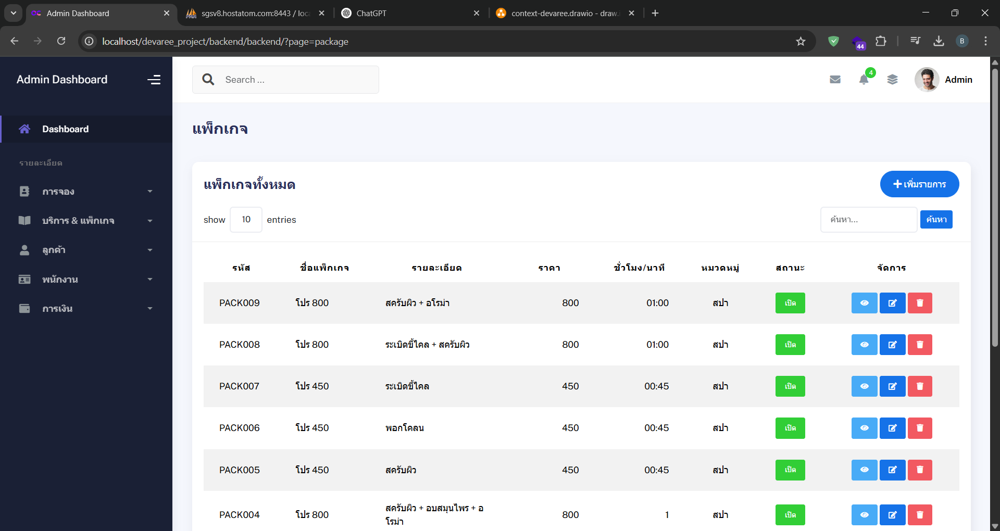 Admin Dashboard
sgsv8.hostatom.com:8443 / loca
ChatGPT
context-devaree.drawio - draw.i
localhost/devaree_project/backend/backend/?page=package
44
B
Admin Dashboard
Search ...
4
Admin
Dashboard
รายละเอียด
การจอง
บริการ & แพ็กเกจ
ลูกค้า
พนักงาน
การเงิน
แพ็กเกจ
แพ็กเกจทั้งหมด
เพิ่มรายการ
show 10 entries
ค้นหา... ค้นหา
รหัส ชื่อแพ็กเกจ รายละเอียด ราคา ชั่วโมง/นาที หมวดหมู่ สถานะ จัดการ
PACK009 โปร 800 สครับผิว + อโรม่า 800 01:00 สปา เปิด
PACK008 โปร 800 ระเบิดขี้ไคล + สครับผิว 800 01:00 สปา เปิด
PACK007 โปร 450 ระเบิดขี้ไคล 450 00:45 สปา เปิด
PACK006 โปร 450 พอกโคลน 450 00:45 สปา เปิด
PACK005 โปร 450 สครับผิว 450 00:45 สปา เปิด
PACK004 โปร 800 สครับผิว + อบสมุนไพร + อ
โรม่า 800 1 สปา เปิด